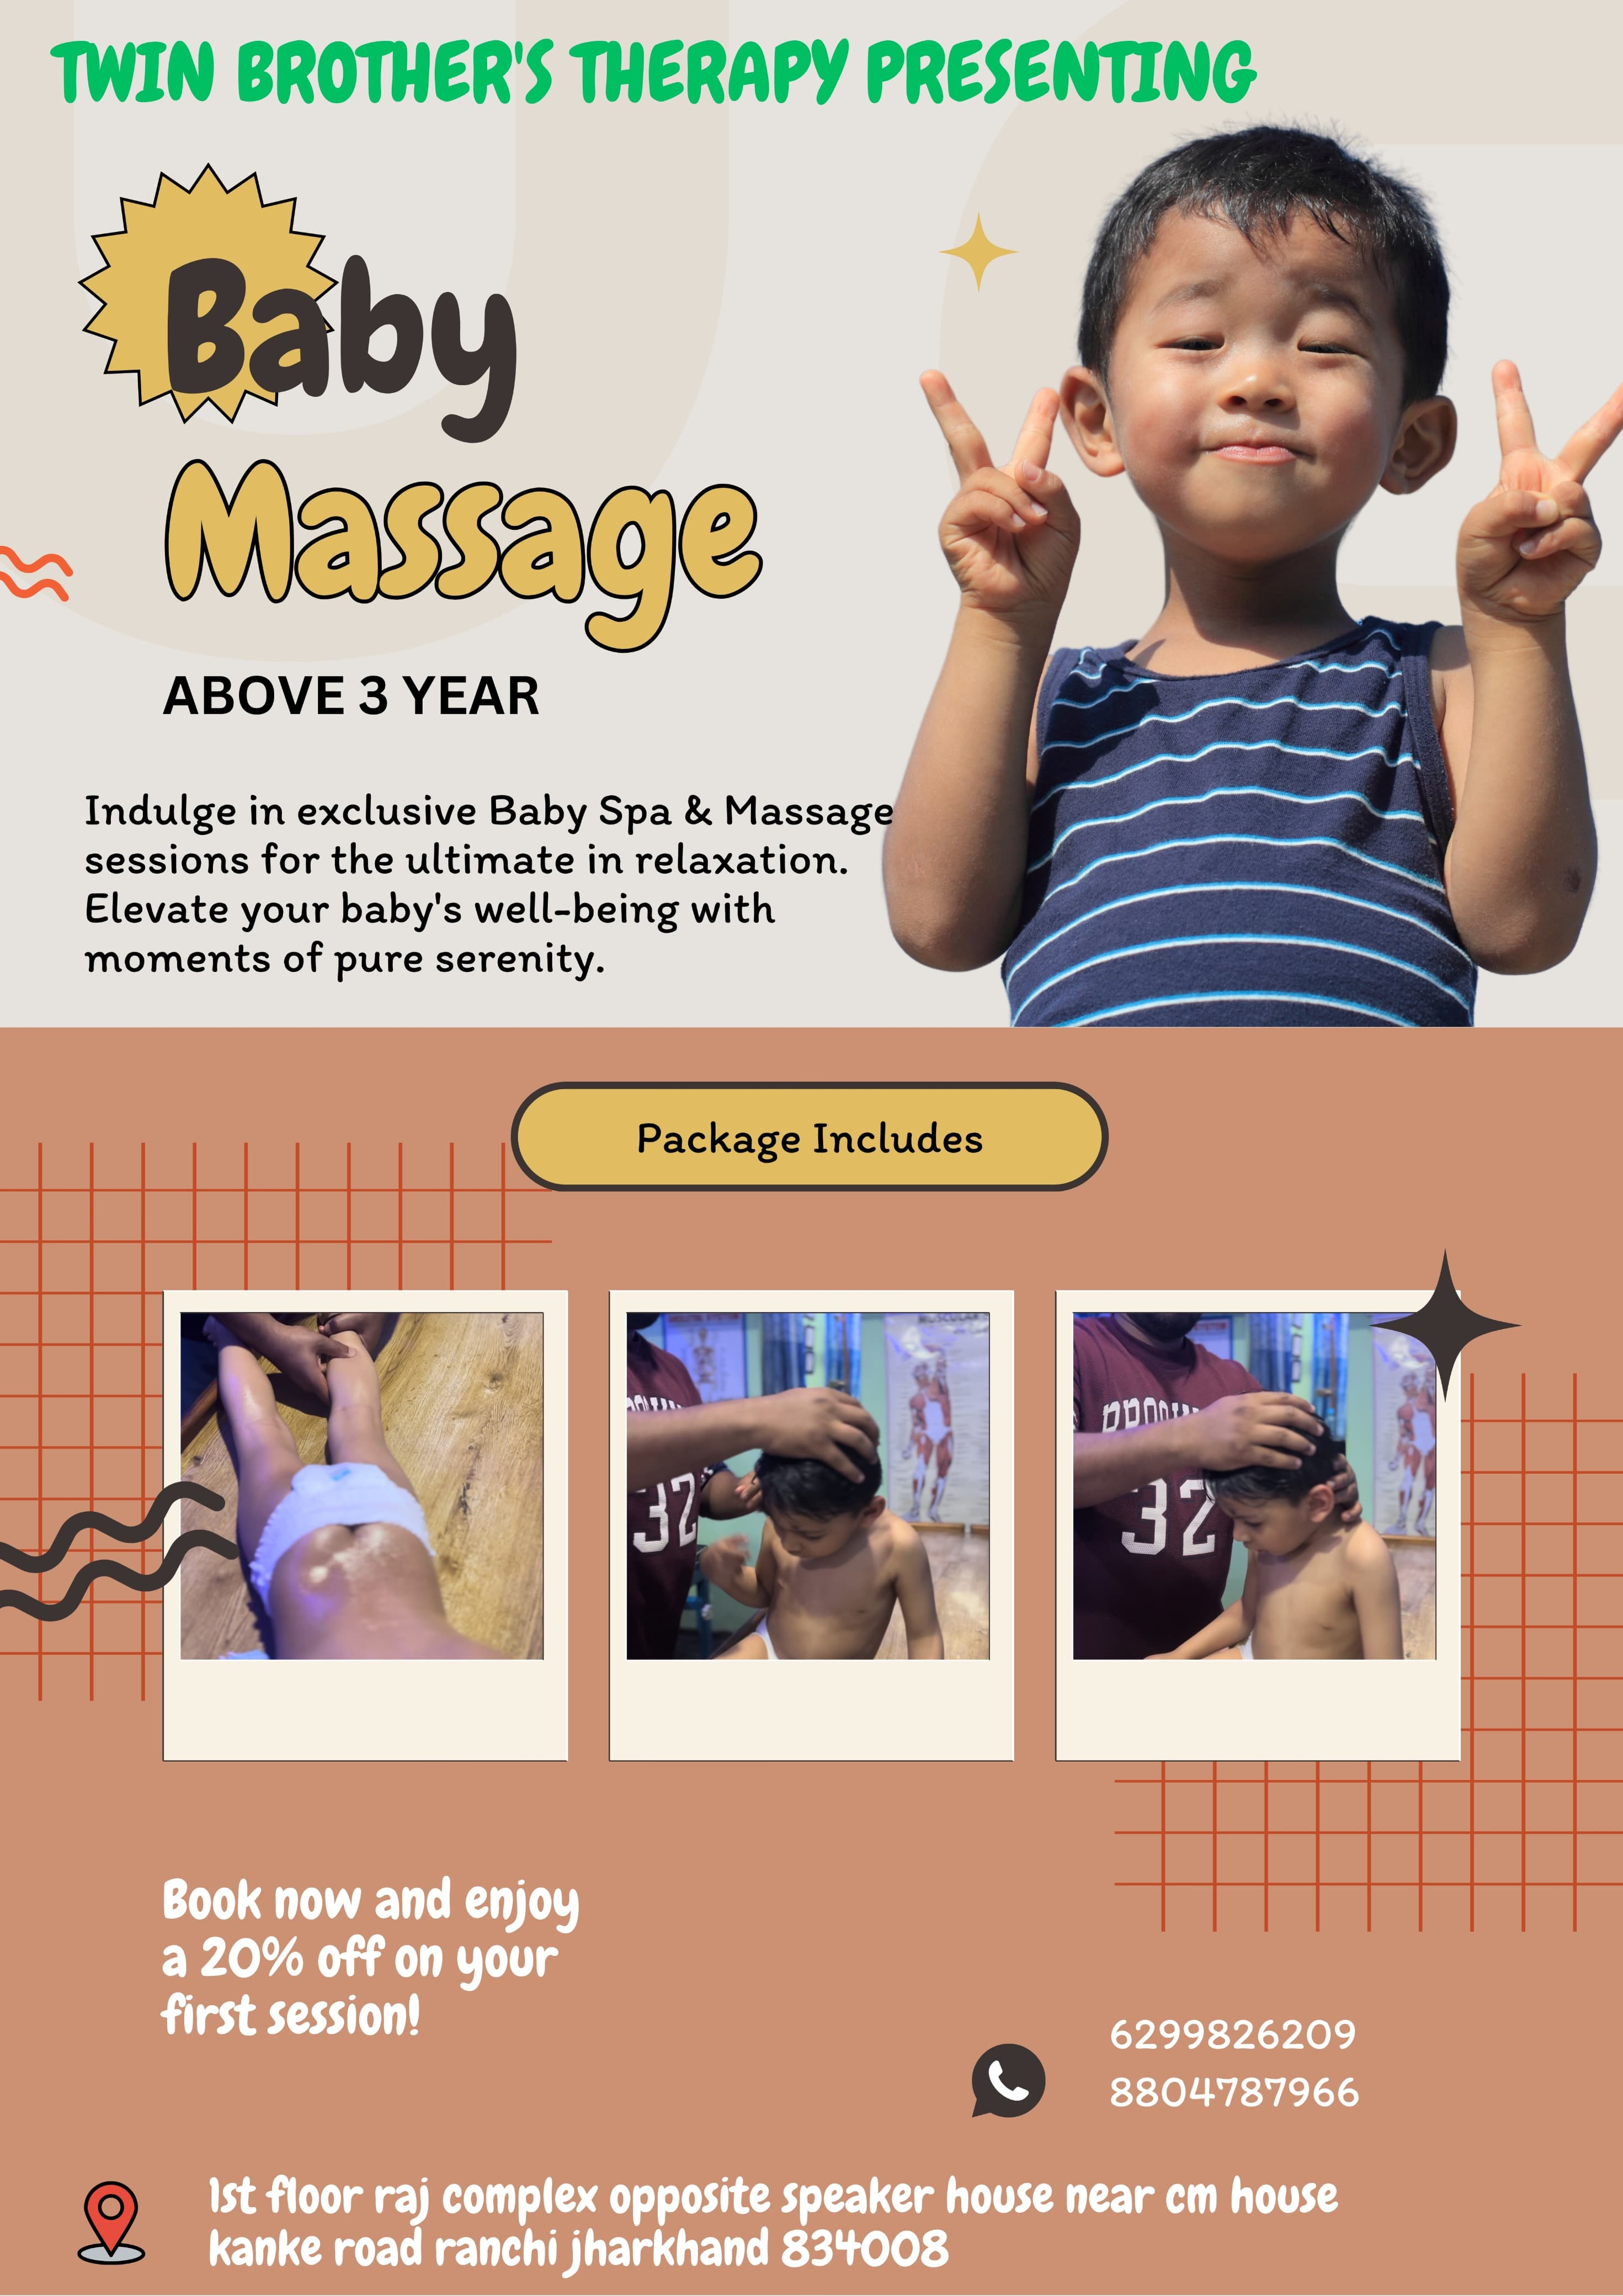 TWIN BROTHER'S THERAPY PRESENTING
Baby
Massage
ABOVE 3 YEAR
Indulge in exclusive Baby Spa & Massage
sessions for the ultimate in relaxation.
Elevate your baby's well-being with
moments of pure serenity.
Package Includes
32
MUSCULAR
32
Book now and enjoy
a 20% off on your
first session!
6299826209
8804787966
1st floor raj complex opposite speaker house near cm house
kanke road ranchi jharkhand 834008